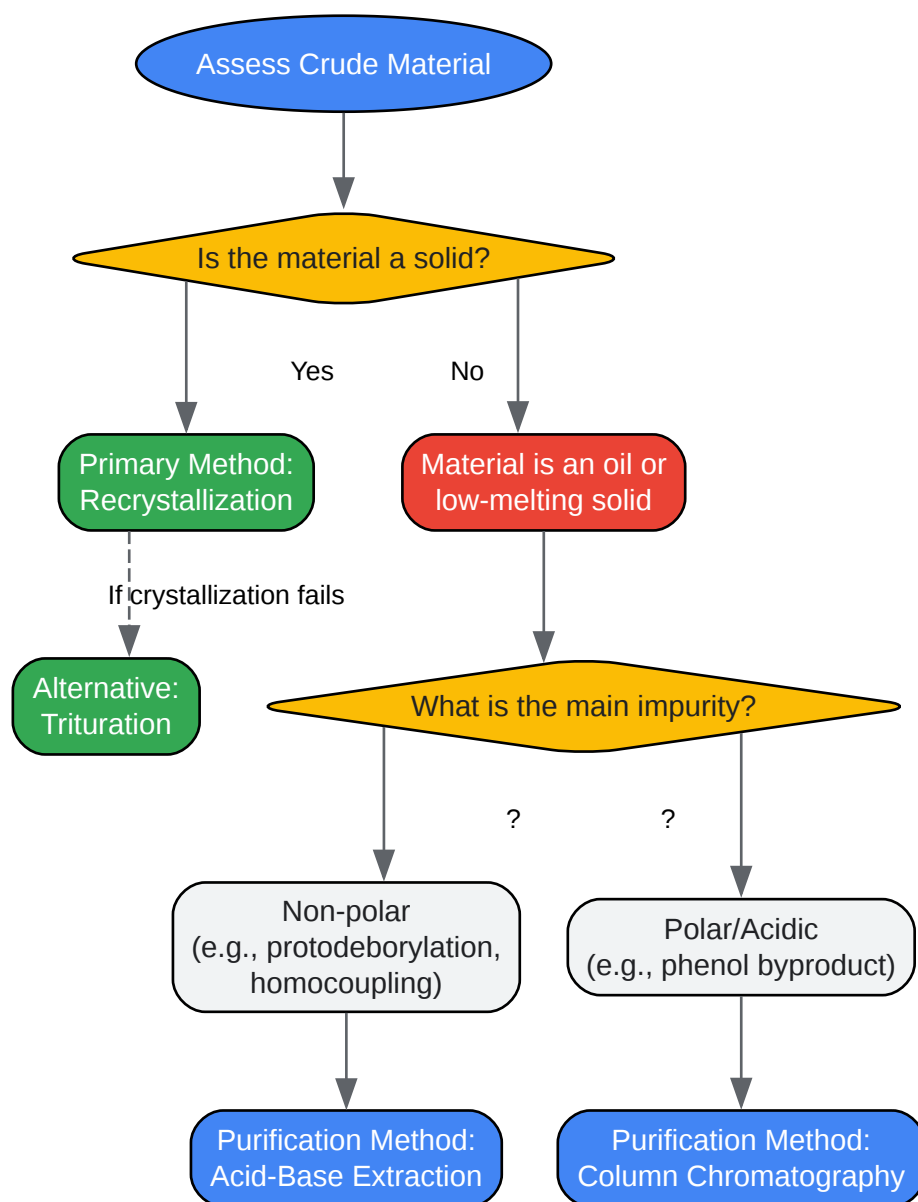 Assess Crude Material
Is the material a solid?
Yes
No
Primary Method:
Recrystallization
Material is an oil or
low-melting solid
If crystallization fails
Alternative:
Trituration
What is the main impurity?
?
?
Non-polar
(e.g., protodeborylation,
homocoupling)
Polar/Acidic
(e.g., phenol byproduct)
Purification Method:
Acid-Base Extraction
Purification Method:
Column Chromatography